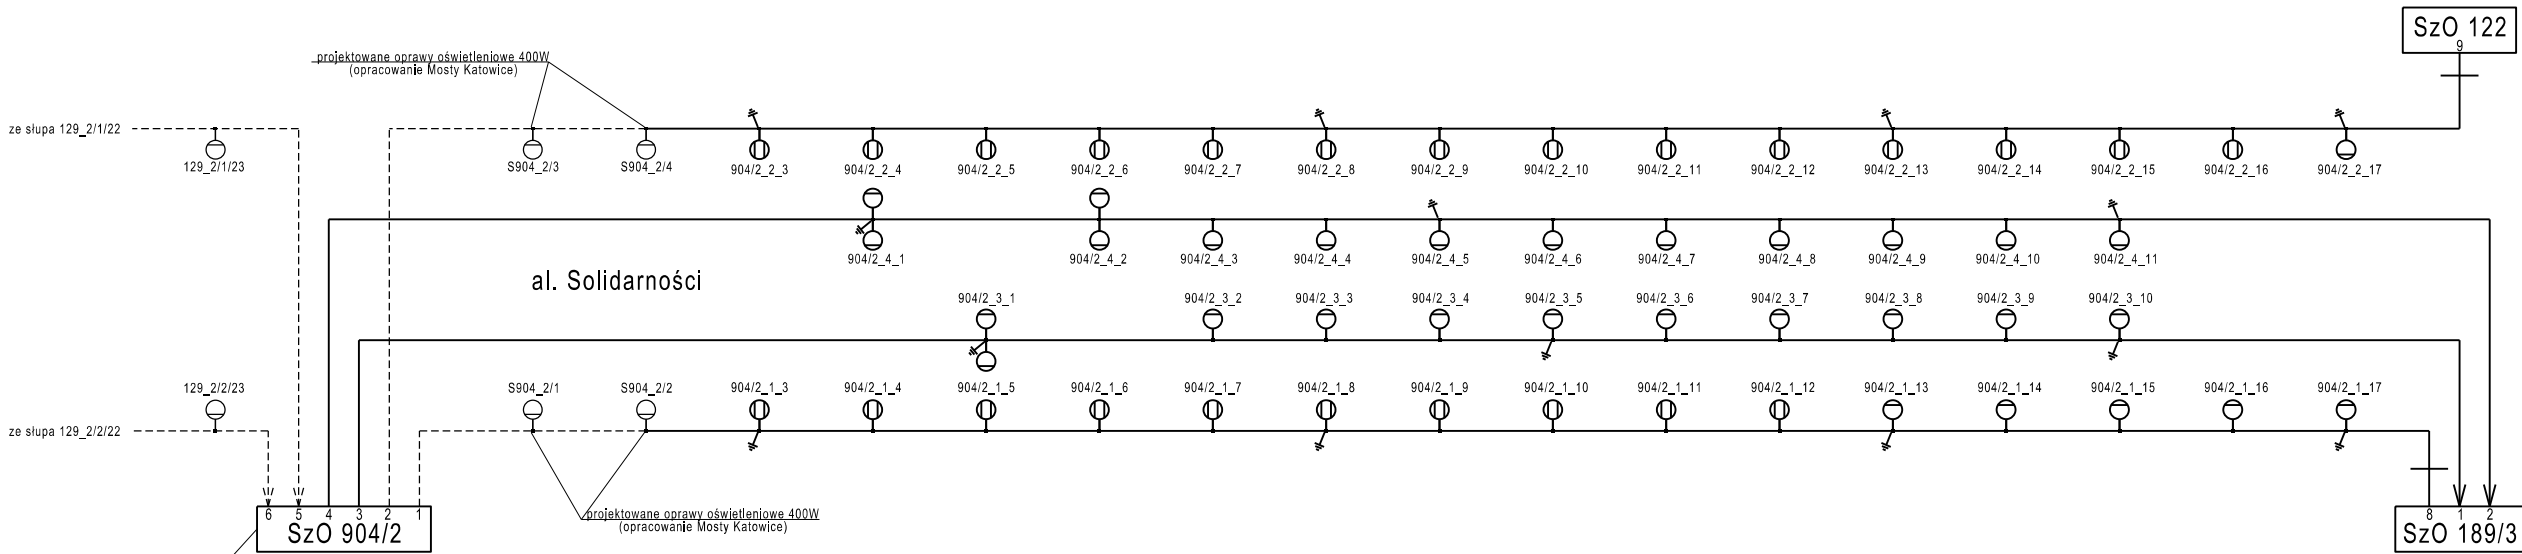 SzO 122
9
projektowane oprawy oświetleniowe 400W
(opracowanie Mosty Katowice)
ze słupa 129_2/1/22
129_2/1/23 S904_2/3 S904_2/4 904/2_2_3 904/2_2_4 904/2_2_5 904/2_2_6 904/2_2_7 904/2_2_8 904/2_2_9 904/2_2_10 904/2_2_11 904/2_2_12 904/2_2_13 904/2_2_14 904/2_2_15 904/2_2_16 904/2_2_17
904/2_4_1 904/2_4_2 904/2_4_3 904/2_4_4 904/2_4_5 904/2_4_6 904/2_4_7 904/2_4_8 904/2_4_9 904/2_4_10 904/2_4_11
al. Solidarności
904/2_3_1 904/2_3_2 904/2_3_3 904/2_3_4 904/2_3_5 904/2_3_6 904/2_3_7 904/2_3_8 904/2_3_9 904/2_3_10
129_2/2/23 S904_2/1 S904_2/2 904/2_1_3 904/2_1_4 904/2_1_5 904/2_1_6 904/2_1_7 904/2_1_8 904/2_1_9 904/2_1_10 904/2_1_11 904/2_1_12 904/2_1_13 904/2_1_14 904/2_1_15 904/2_1_16 904/2_1_17
ze słupa 129_2/2/22
projektowane oprawy oświetleniowe 400W
(opracowanie Mosty Katowice)
6 5 4 3 2 1
SzO 904/2
8 1 2
SzO 189/3